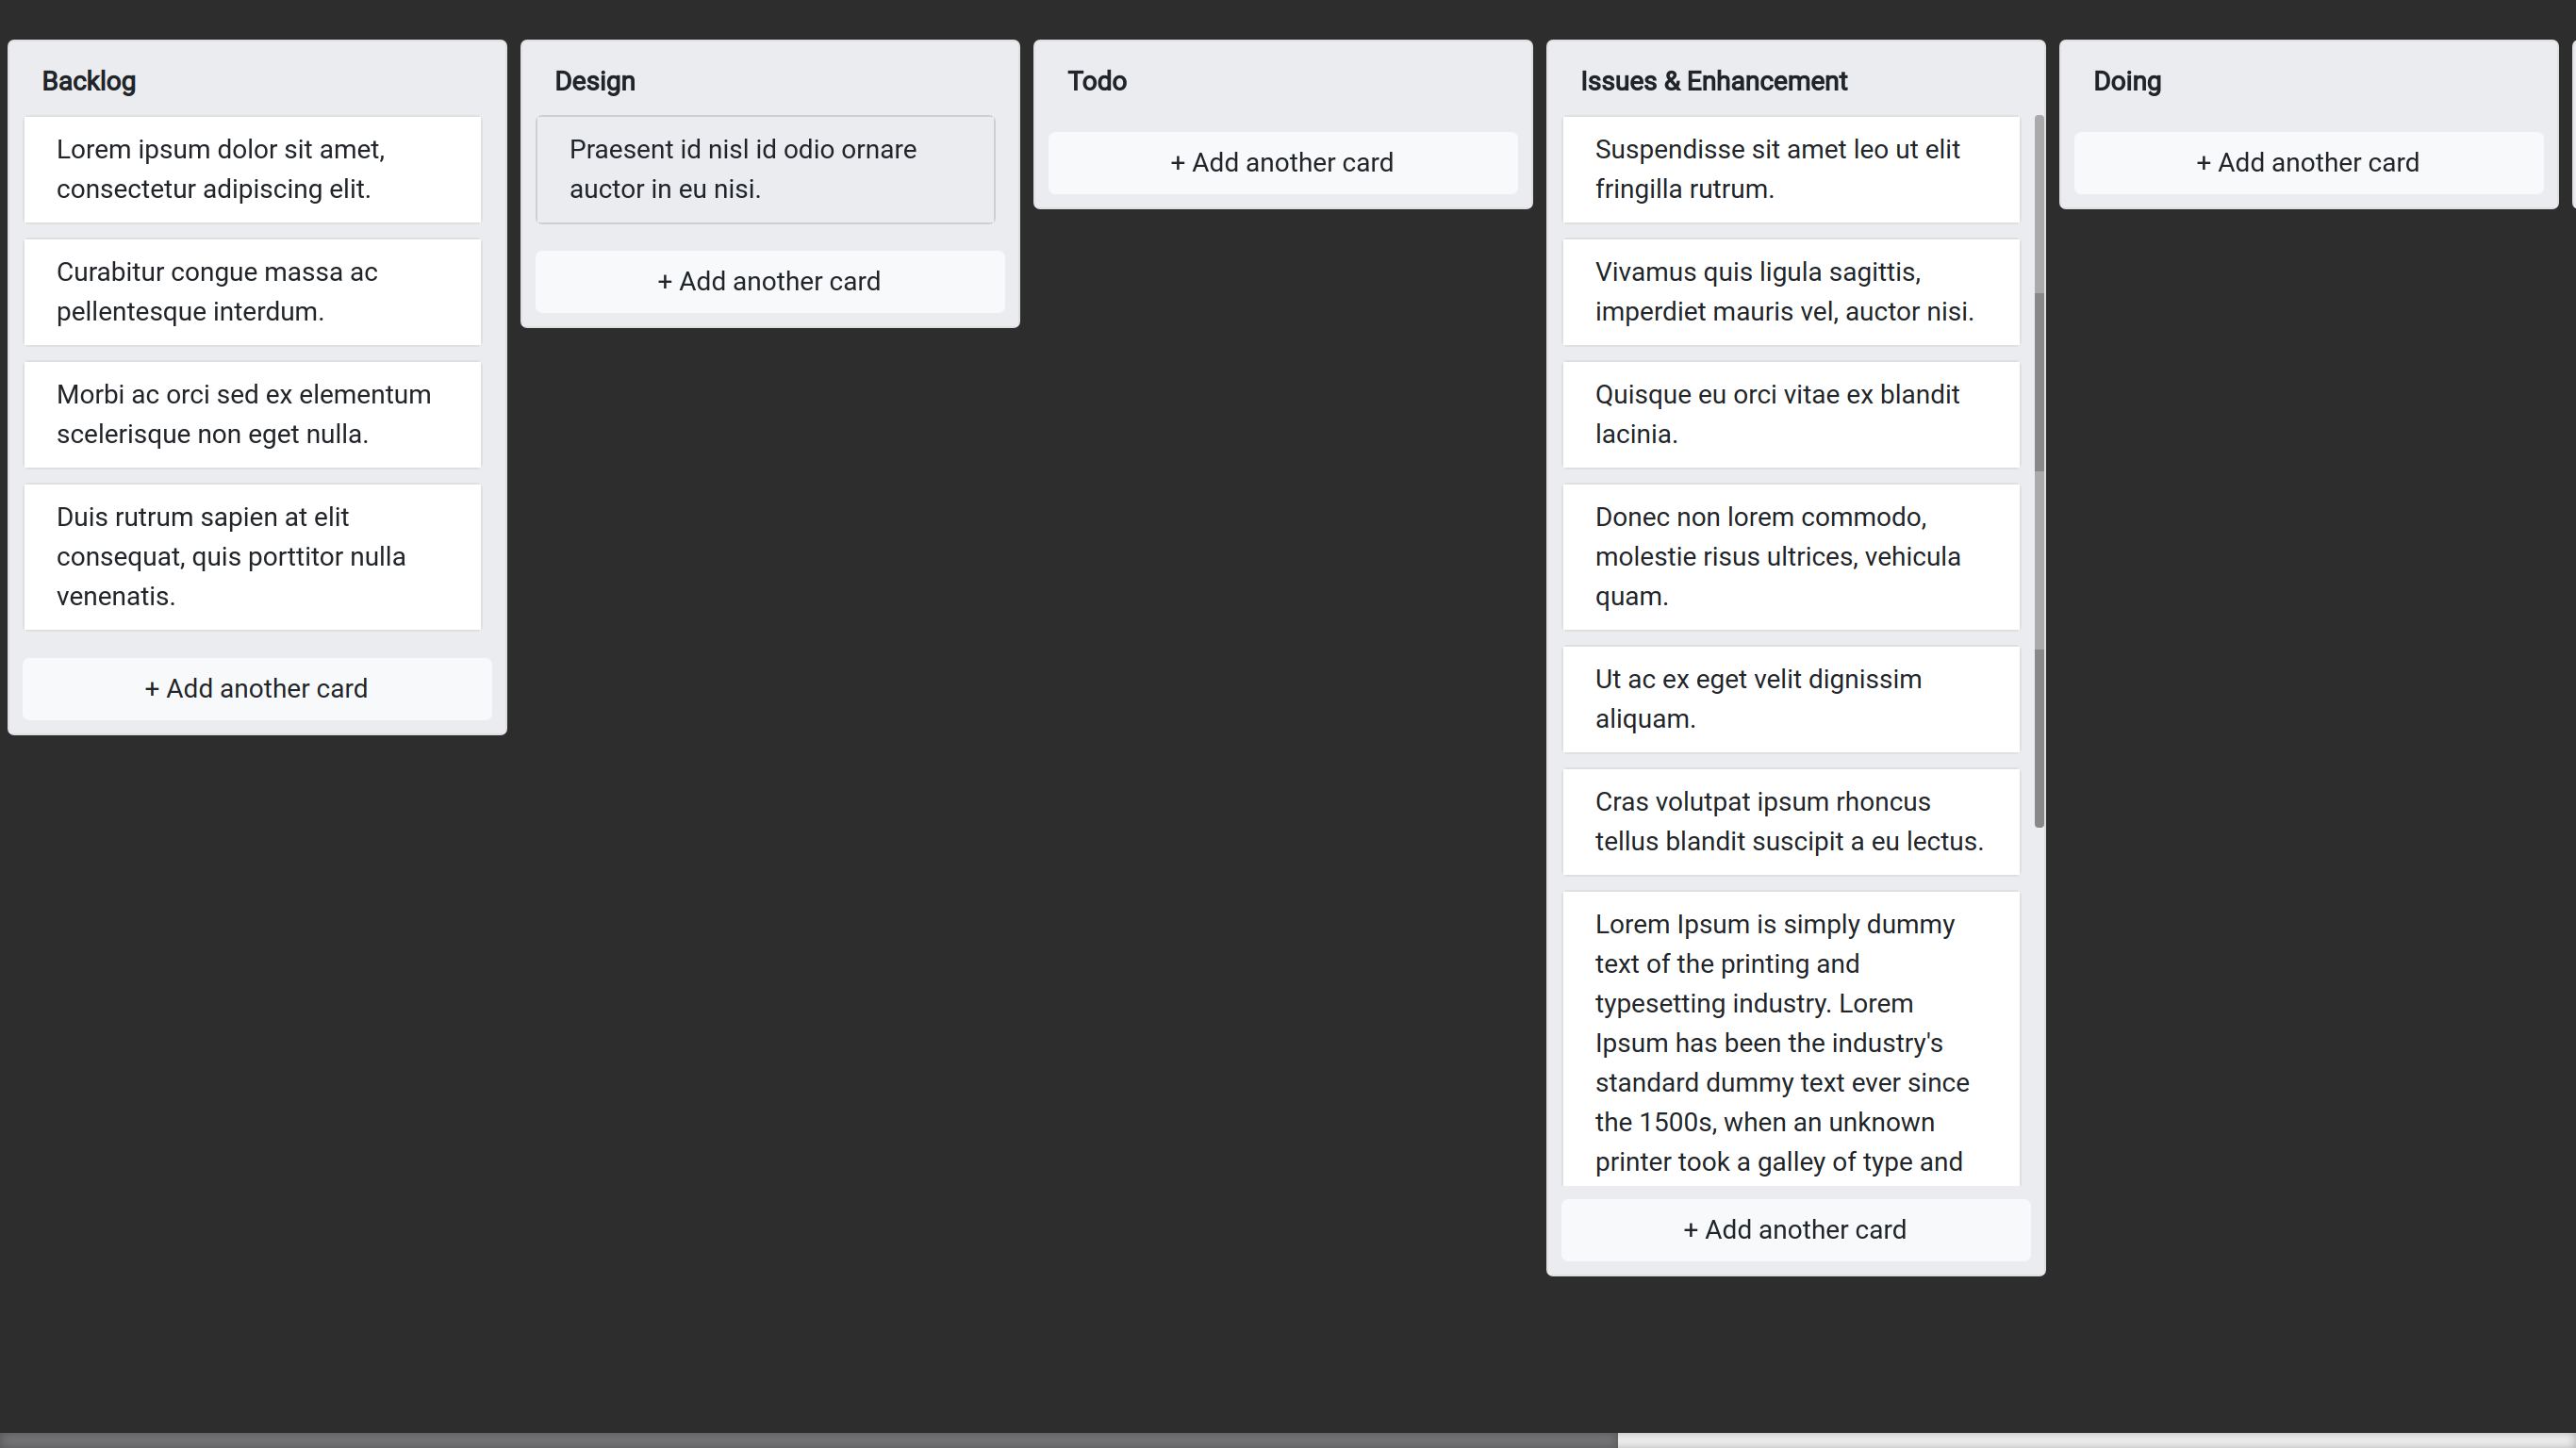 Backlog
Lorem ipsum dolor sit amet,
consectetur adipiscing elit.
Curabitur congue massa ac
pellentesque interdum.
Morbi ac orci sed ex elementum
scelerisque non eget nulla.
Duis rutrum sapien at elit
consequat, quis porttitor nulla
venenatis.
+ Add another card
Design
Praesent id nisl id odio ornare
auctor in eu nisi.
+ Add another card
Todo
+ Add another card
Issues & Enhancement
Suspendisse sit amet leo ut elit
fringilla rutrum.
Vivamus quis ligula sagittis,
imperdiet mauris vel, auctor nisi.
Quisque eu orci vitae ex blandit
lacinia.
Donec non lorem commodo,
molestie risus ultrices, vehicula
quam.
Ut ac ex eget velit dignissim
aliquam.
Cras volutpat ipsum rhoncus
tellus blandit suscipit a eu lectus.
Lorem Ipsum is simply dummy
text of the printing and
typesetting industry. Lorem
Ipsum has been the industry's
standard dummy text ever since
the 1500s, when an unknown
printer took a galley of type and
+ Add another card
Doing
+ Add another card